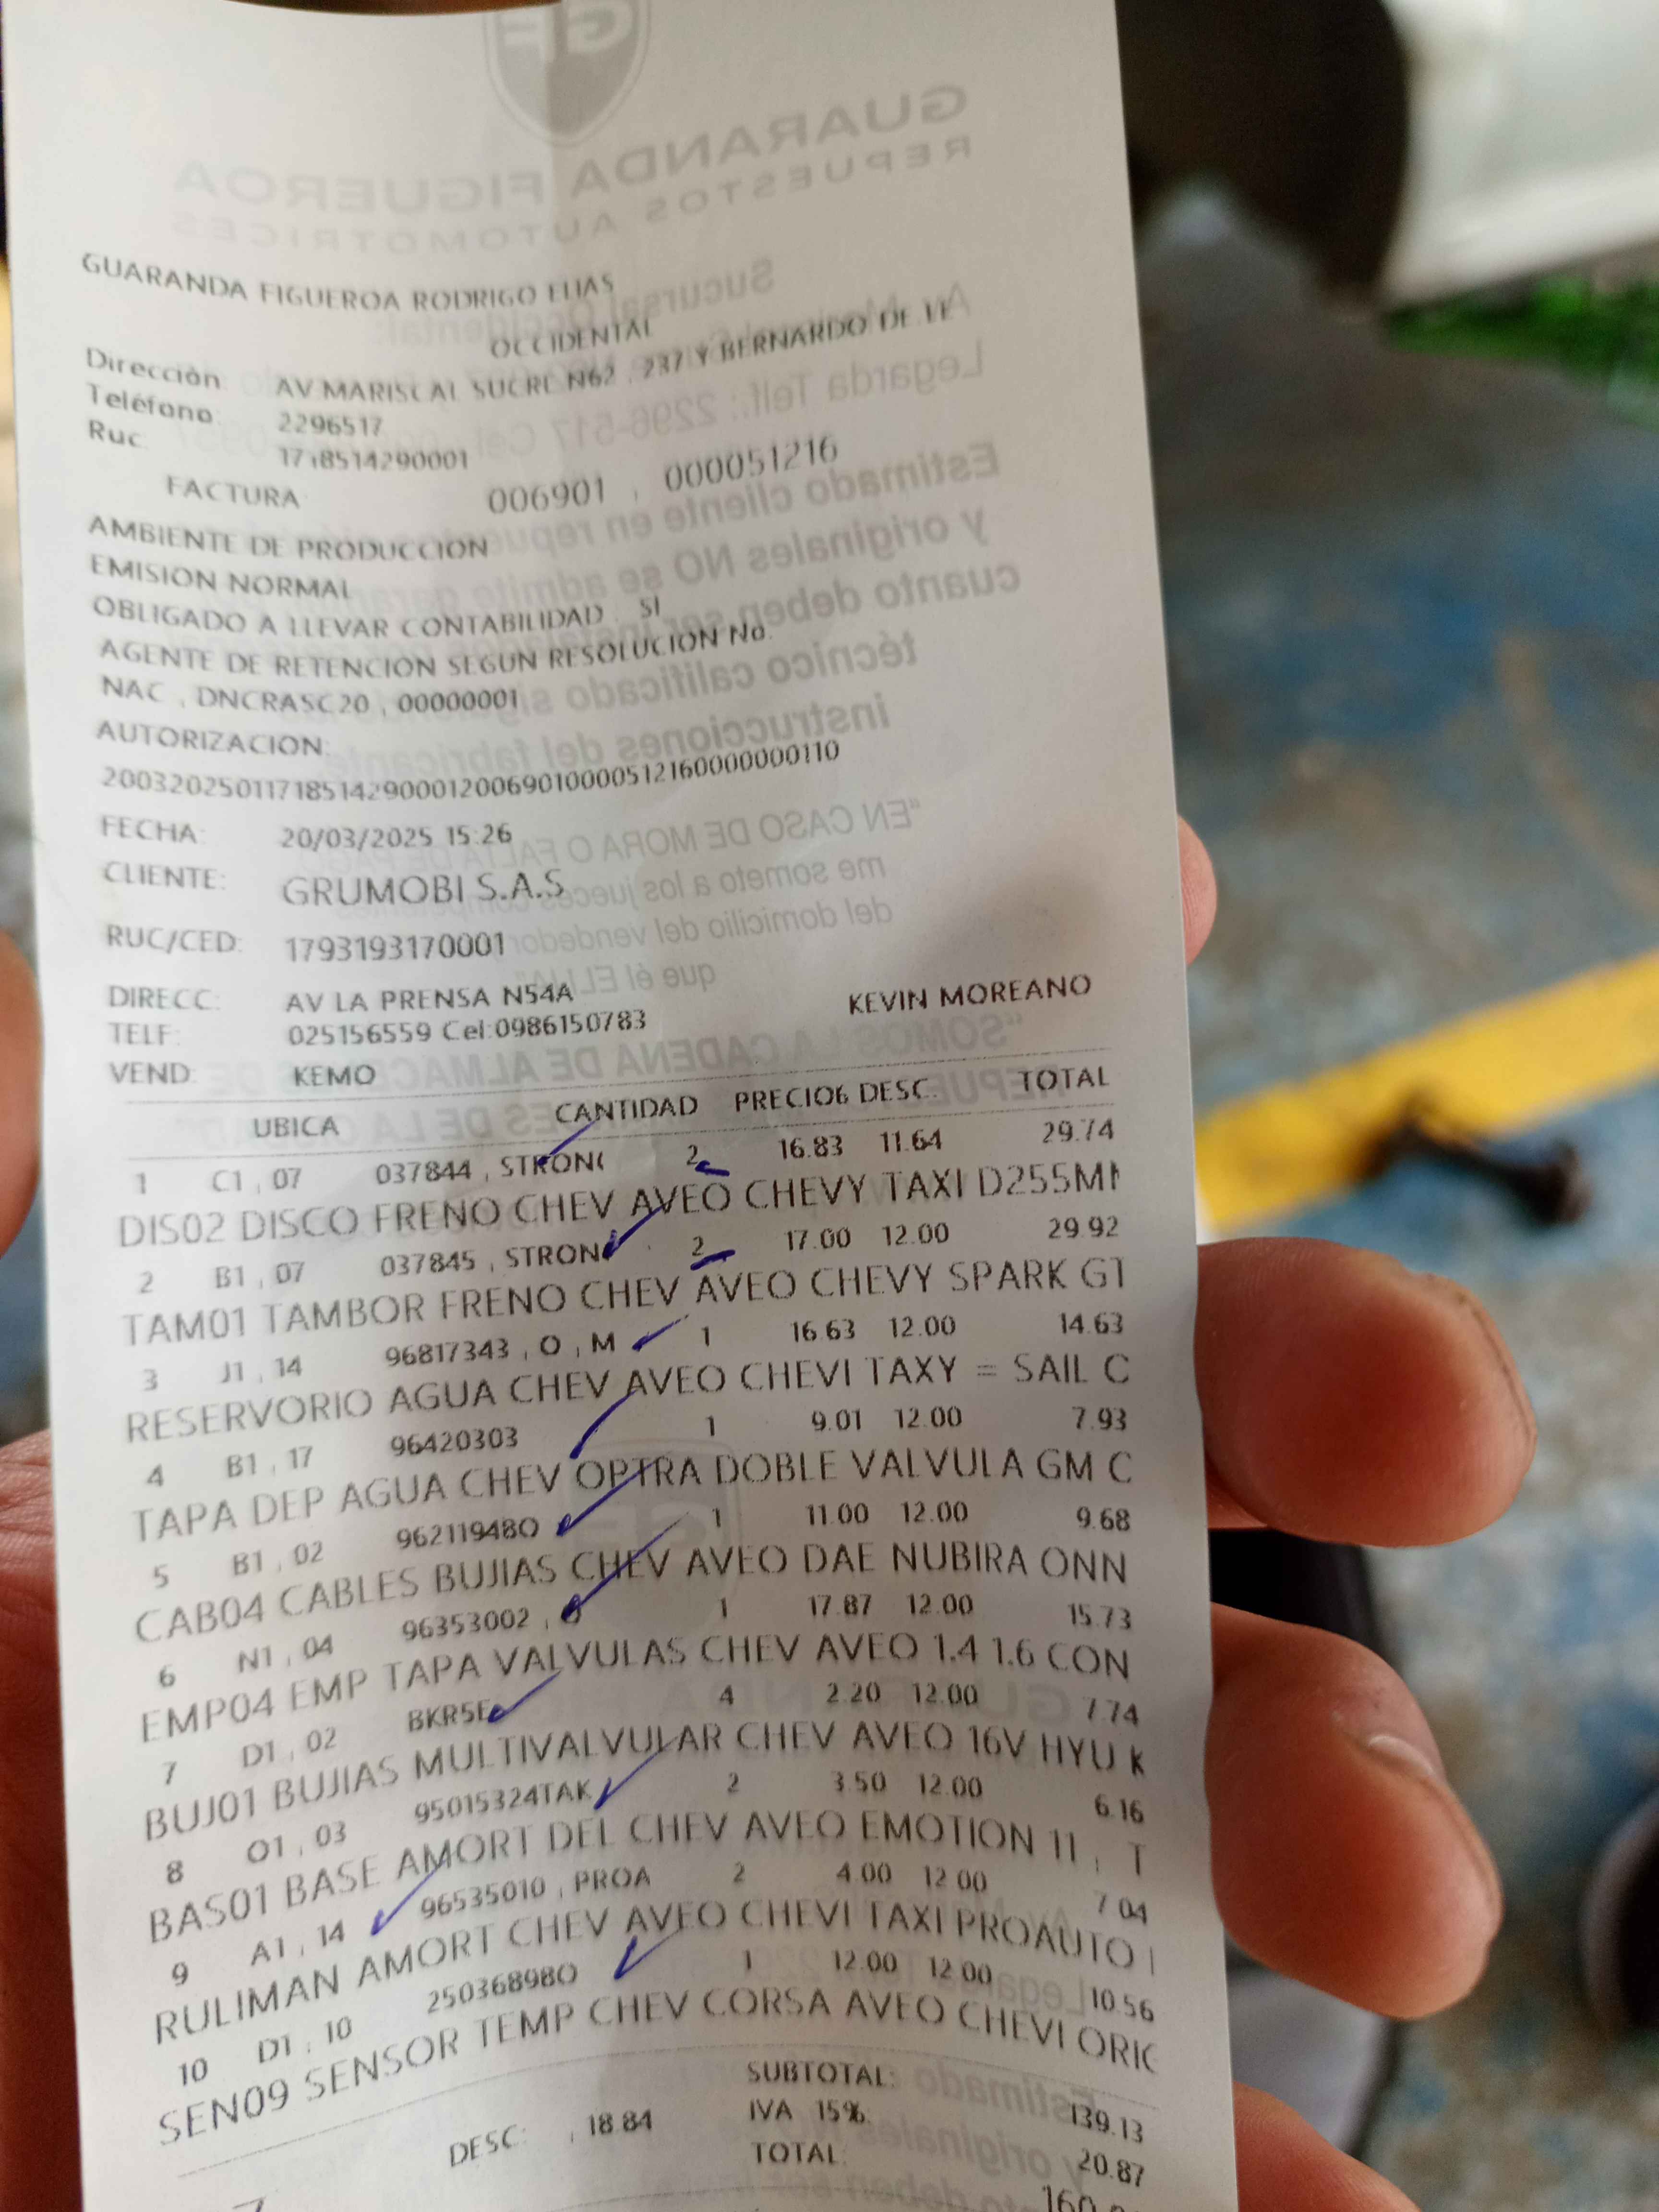 GUARANDA FIGUEROA
REPUESTOS AUTOMOTRICES
GUARANDA FIGUEROA RODRIGO ELIAS
OCCIDENTAL
Dirección: AV MARISCAL SUCRE N62 , 237 Y BERNARDO DE LE
Teléfono: 2296517
Ruc: 1718514290001
FACTURA 006901 , 000051216
AMBIENTE DE PRODUCCION
EMISION NORMAL
OBLIGADO A LLEVAR CONTABILIDAD SI
AGENTE DE RETENCION SEGUN RESOLUCION No.
NAC , DNCRASC20 , 00000001
AUTORIZACION:
2003202501171851429000120069010000512160000000110
FECHA: 20/03/2025 15:26
CLIENTE: GRUMOBI S.A.S
RUC/CED: 1793193170001
DIRECC: AV LA PRENSA N54A
TELF: 025156559 Cel:0986150783 KEVIN MOREANO
VEND: KEMO
UBICA CANTIDAD PRECIO6 DESC. TOTAL
1 C1 , 07 037844 , STRON( 2 16.83 11.64 29.74
DIS02 DISCO FRENO CHEV AVEO CHEVY TAXI D255MM
2 B1 , 07 037845 , STRON 2 17.00 12.00 29.92
TAM01 TAMBOR FRENO CHEV AVEO CHEVY SPARK GT
3 J1 , 14 96817343 , O , M 1 16.63 12.00 14.63
RESERVORIO AGUA CHEV AVEO CHEVI TAXY = SAIL C
4 B1 , 17 96420303 1 9.01 12.00 7.93
TAPA DEP AGUA CHEV OPTRA DOBLE VALVULA GM C
5 B1 , 02 96211948O 1 11.00 12.00 9.68
CAB04 CABLES BUJIAS CHEV AVEO DAE NUBIRA ONN
6 N1 , 04 96353002 , O 1 17.87 12.00 15.73
EMP04 EMP TAPA VALVULAS CHEV AVEO 1.4 1.6 CON
7 D1 , 02 BKR5E 4 2.20 12.00 7.74
BUJ01 BUJIAS MULTIVALVULAR CHEV AVEO 16V HYU K
8 O1 , 03 95015324TAK 2 3.50 12.00 6.16
BAS01 BASE AMORT DEL CHEV AVEO EMOTION 11 , T
9 A1 , 14 96535010 , PROA 2 4.00 12.00 7.04
RULIMAN AMORT CHEV AVEO CHEVI TAXI PROAUTO
10 D1 , 10 25036898O 1 12.00 12.00 10.56
SEN09 SENSOR TEMP CHEV CORSA AVEO CHEVI ORIG
SUBTOTAL: 139.13
DESC: , 18.84 IVA 15%: 20.87
TOTAL: